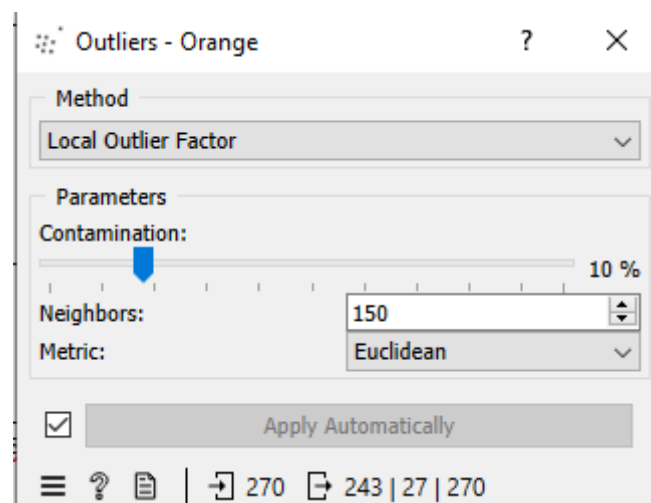 Outliers - Orange ?
Method
Local Outlier Factor
Parameters
Contamination:
10 %
Neighbors: 150
Metric: Euclidean
Apply Automatically
? 270 243 | 27 | 270